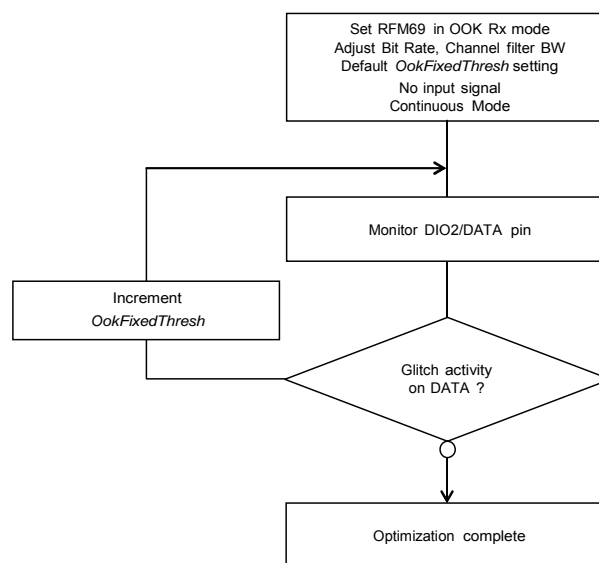 Set RFM69 in OOK Rx mode
Adjust Bit Rate, Channel filter BW
Default OokFixedThresh setting
No input signal
Continuous Mode
Monitor DIO2/DATA pin
Increment
OokFixedThresh
Glitch activity
on DATA ?
Optimization complete